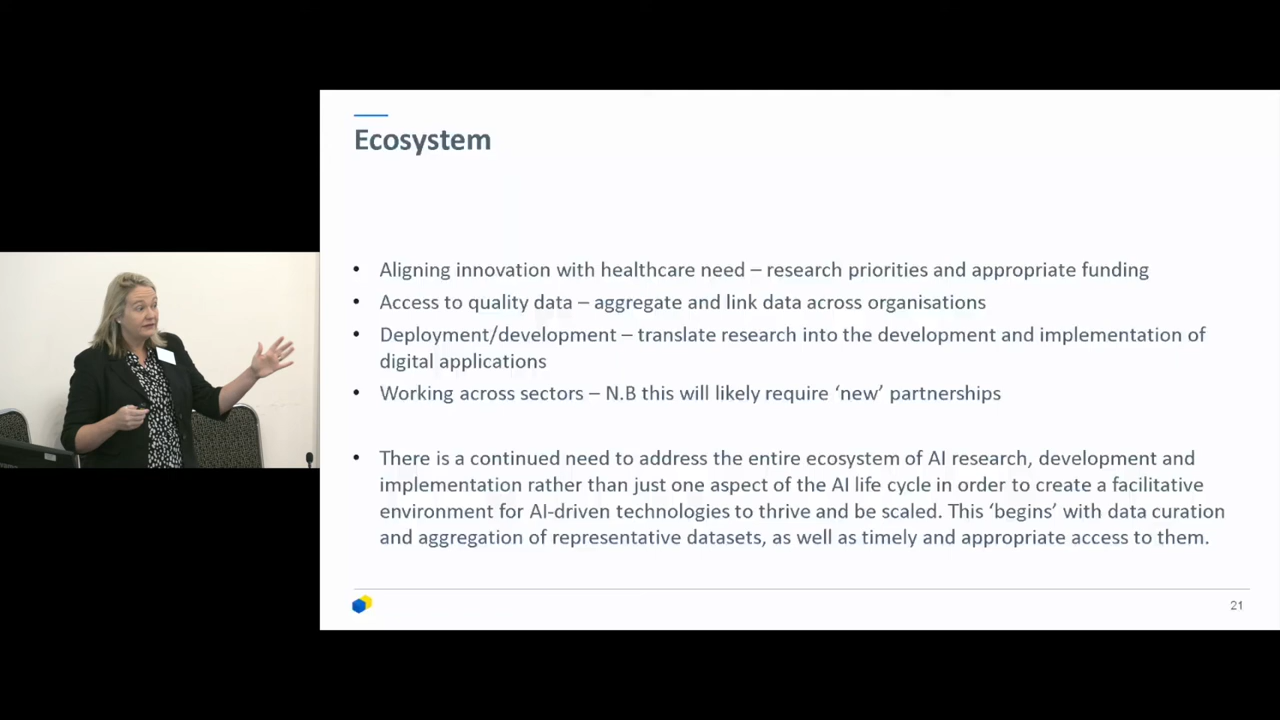 Ecosystem
• Aligning innovation with healthcare need – research priorities and appropriate funding
• Access to quality data – aggregate and link data across organisations
• Deployment/development – translate research into the development and implementation of
digital applications
• Working across sectors – N.B this will likely require ‘new’ partnerships
• There is a continued need to address the entire ecosystem of AI research, development and
implementation rather than just one aspect of the AI life cycle in order to create a facilitative
environment for AI-driven technologies to thrive and be scaled. This ‘begins’ with data curation
and aggregation of representative datasets, as well as timely and appropriate access to them.
21